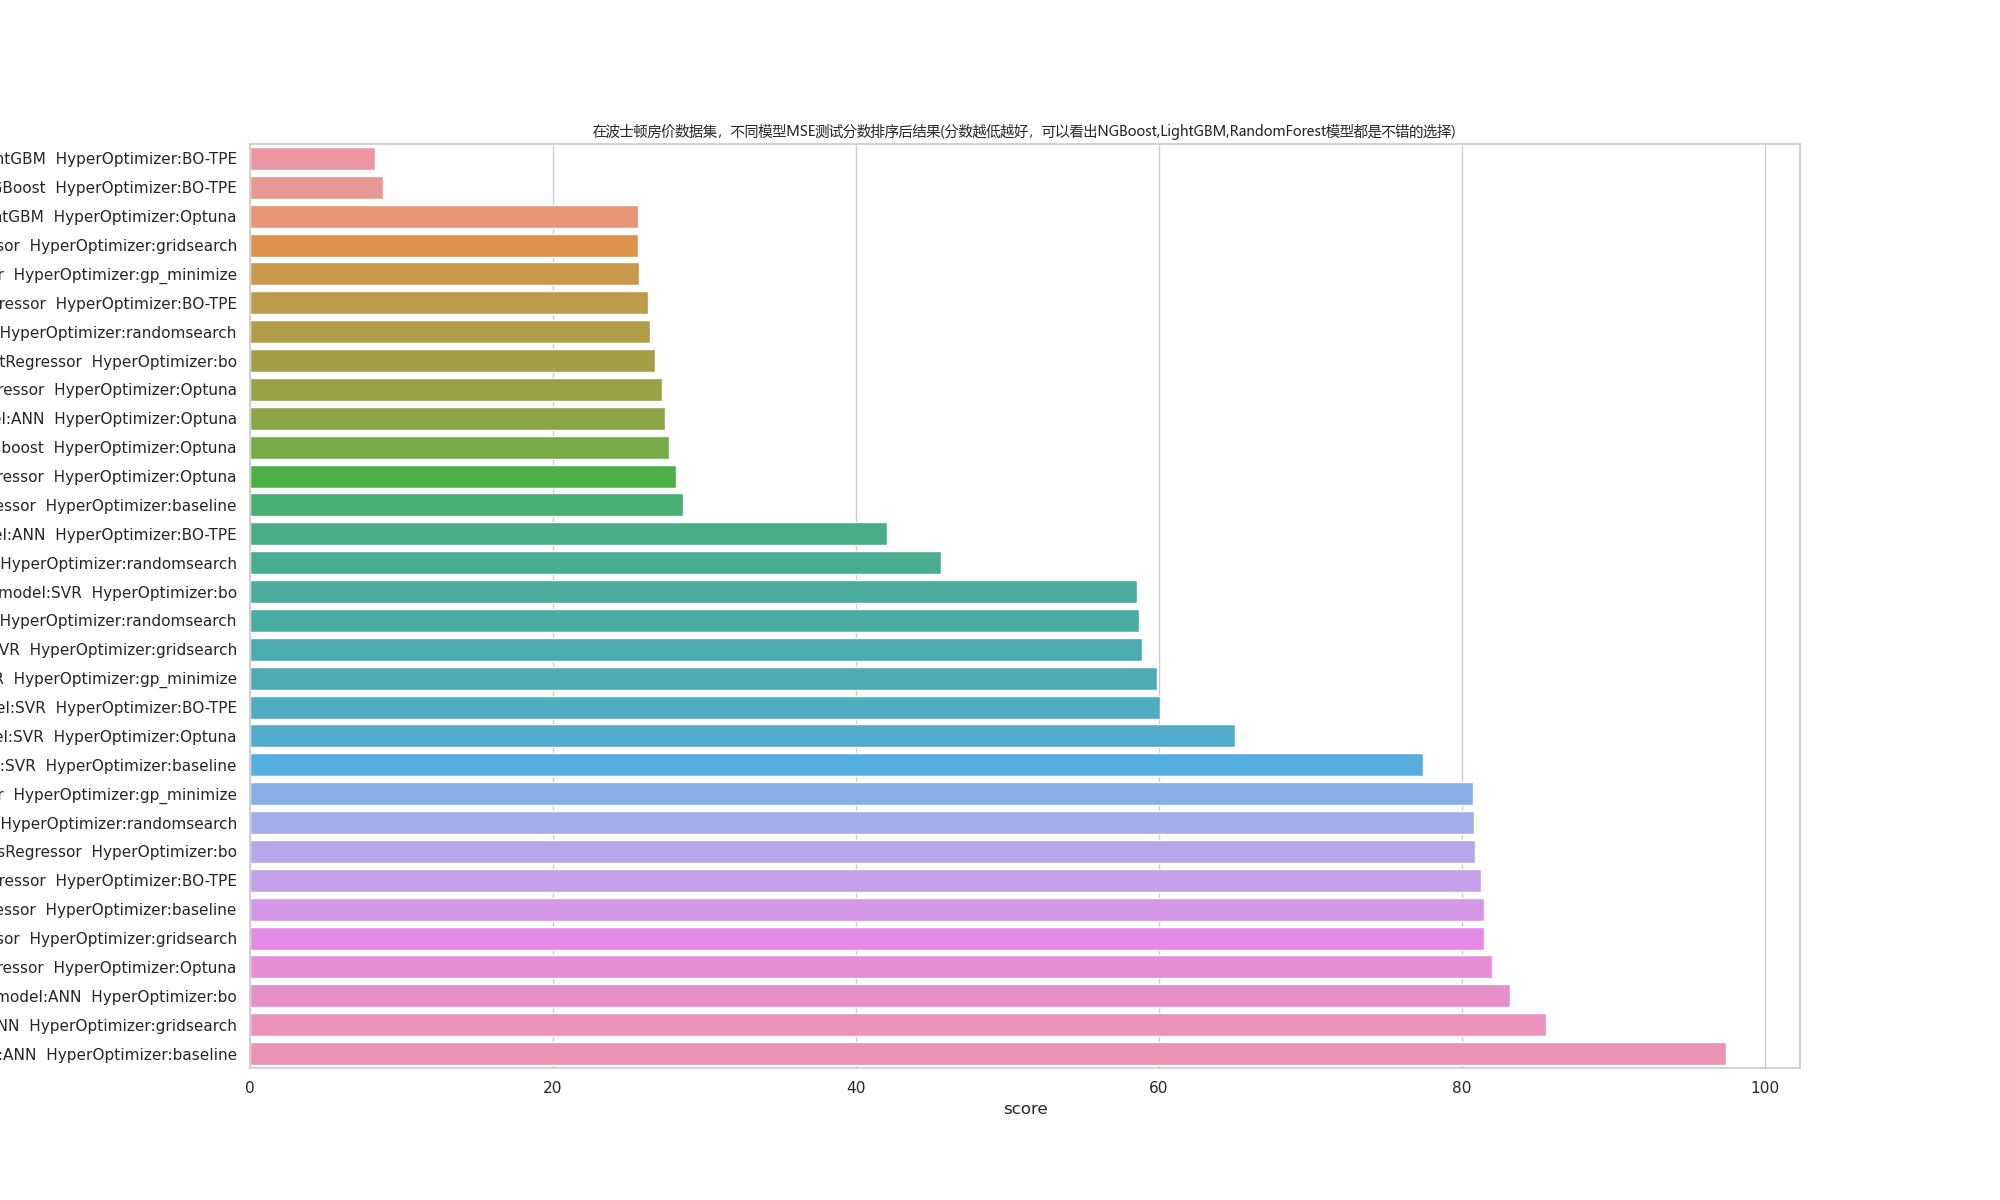 在波士顿房价数据集，不同模型MSE测试分数排序后结果(分数越低越好，可以看出NGBoost,LightGBM,RandomForest模型都是不错的选择)
ntGBM HyperOptimizer:BO-TPE
GBoost HyperOptimizer:BO-TPE
ntGBM HyperOptimizer:Optuna
sor HyperOptimizer:gridsearch
r HyperOptimizer:gp_minimize
ressor HyperOptimizer:BO-TPE
HyperOptimizer:randomsearch
tRegressor HyperOptimizer:bo
ressor HyperOptimizer:Optuna
el:ANN HyperOptimizer:Optuna
boost HyperOptimizer:Optuna
ressor HyperOptimizer:Optuna
essor HyperOptimizer:baseline
el:ANN HyperOptimizer:BO-TPE
HyperOptimizer:randomsearch
model:SVR HyperOptimizer:bo
HyperOptimizer:randomsearch
VR HyperOptimizer:gridsearch
R HyperOptimizer:gp_minimize
el:SVR HyperOptimizer:BO-TPE
el:SVR HyperOptimizer:Optuna
:SVR HyperOptimizer:baseline
r HyperOptimizer:gp_minimize
HyperOptimizer:randomsearch
sRegressor HyperOptimizer:bo
ressor HyperOptimizer:BO-TPE
essor HyperOptimizer:baseline
sor HyperOptimizer:gridsearch
ressor HyperOptimizer:Optuna
model:ANN HyperOptimizer:bo
NN HyperOptimizer:gridsearch
:ANN HyperOptimizer:baseline
0 20 40 60 80 100
score